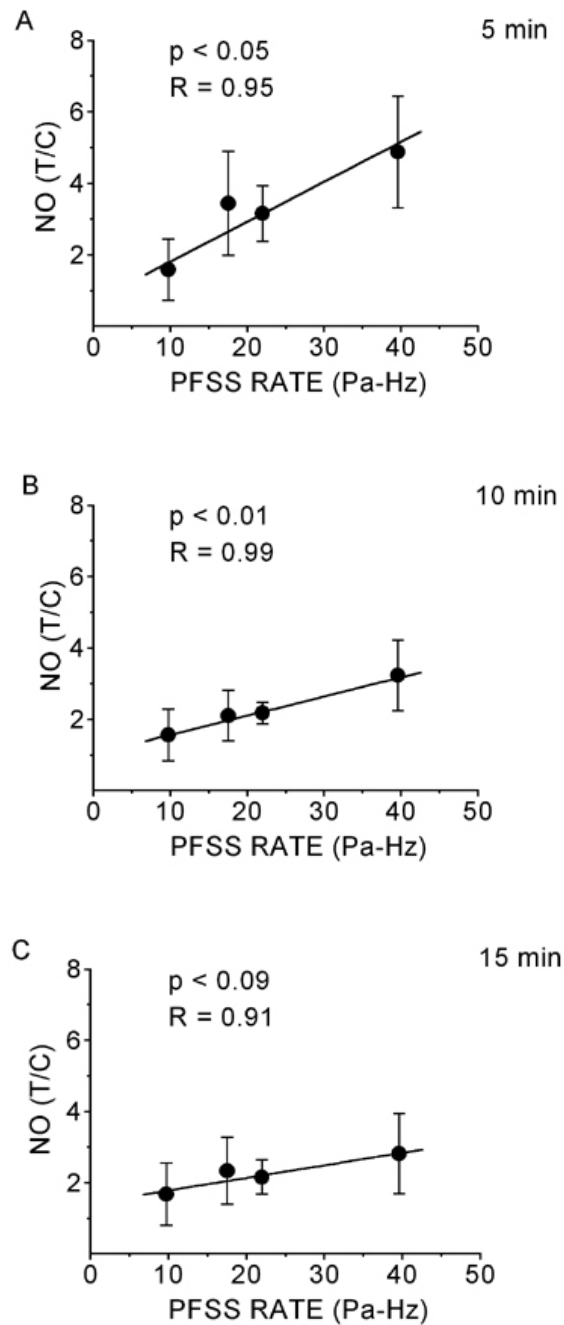 A
5 min
p < 0.05
R = 0.95
8
6
4
2
NO (T/C)
0 10 20 30 40 50
PFSS RATE (Pa-Hz)
B
10 min
p < 0.01
R = 0.99
8
6
4
2
NO (T/C)
0 10 20 30 40 50
PFSS RATE (Pa-Hz)
C
15 min
p < 0.09
R = 0.91
8
6
4
2
NO (T/C)
0 10 20 30 40 50
PFSS RATE (Pa-Hz)